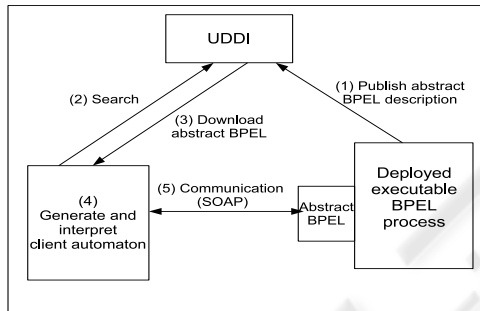 UDDI
(1) Publish abstract
BPEL description
(2) Search
(3) Download
abstract BPEL
(4)
Generate and
interpret
client automaton
(5) Communication
(SOAP)
Abstract
BPEL
Deployed
executable
BPEL
process